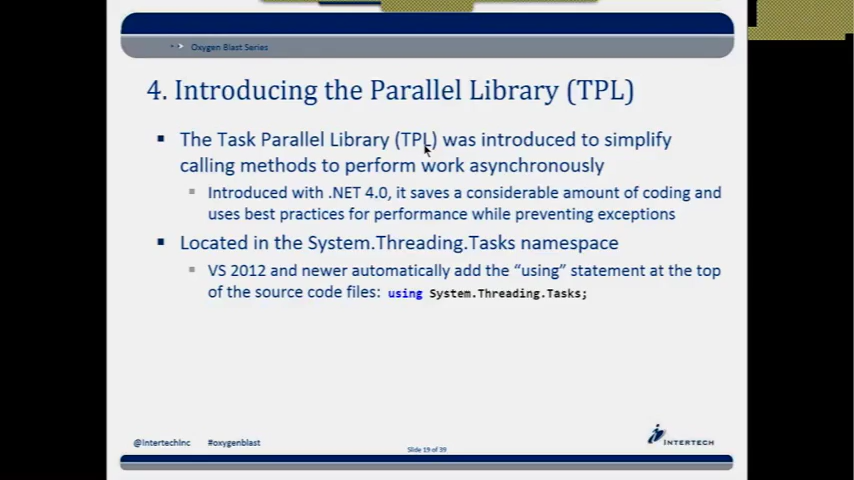 Oxygen Blast Series
4. Introducing the Parallel Library (TPL)
The Task Parallel Library (TPL) was introduced to simplify
calling methods to perform work asynchronously
Introduced with .NET 4.0, it saves a considerable amount of coding and
uses best practices for performance while preventing exceptions
Located in the System.Threading.Tasks namespace
VS 2012 and newer automatically add the “using” statement at the top
of the source code files: using System.Threading.Tasks;
@IntertechInc #oxygenblast
INTERTECH
Slide 19 of 39